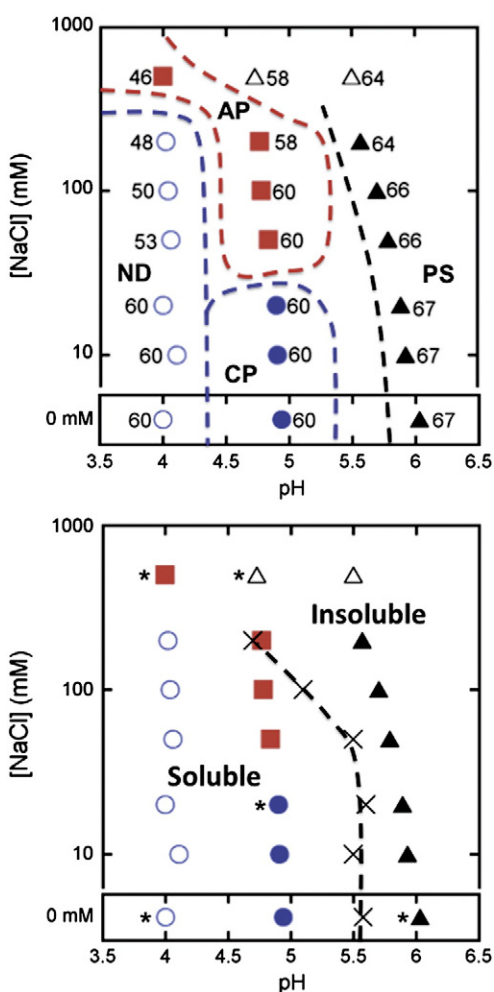 1000
46 58 64
AP
48 58 64
100 50 60 66
53 60 66
ND PS
60 60 67
10 60 60 67
CP
0 mM 60 60 67
3.5 4 4.5 5 5.5 6 6.5
pH
[NaCl] (mM)
1000
* *
Insoluble
100
Soluble
*
10
0 mM * *
3.5 4 4.5 5 5.5 6 6.5
pH
[NaCl] (mM)